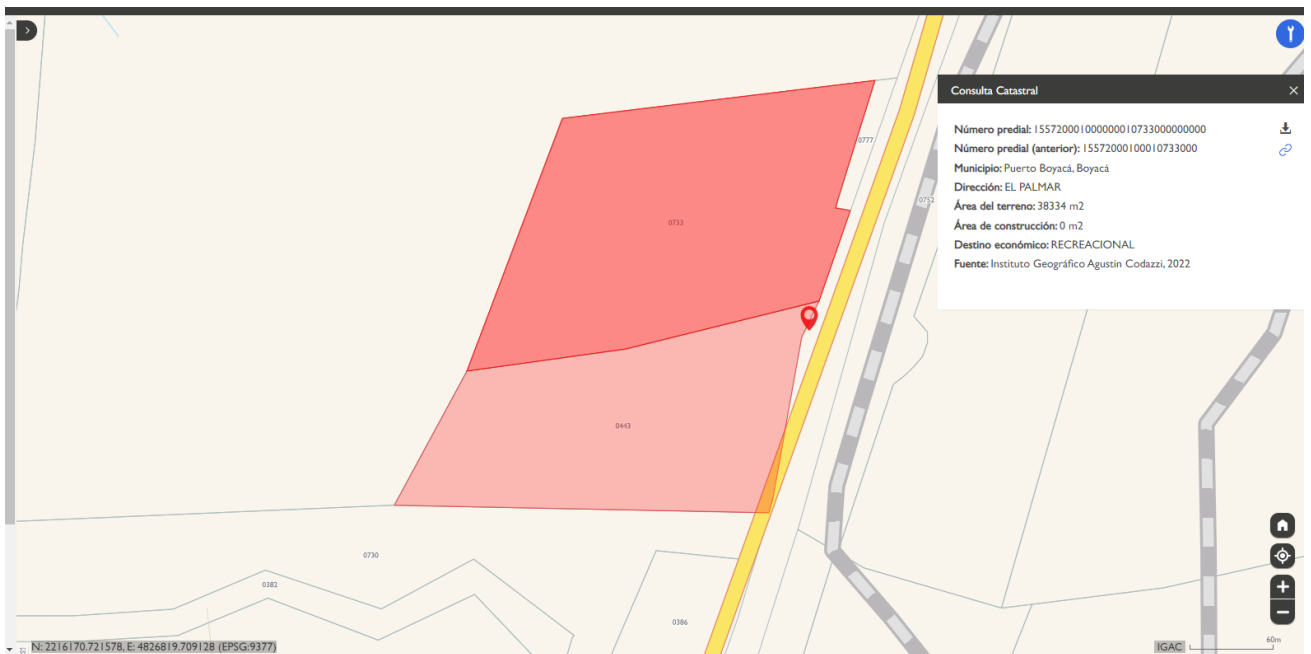 Consulta Catastral
Número predial: 155720001000000010733000000000
Número predial (anterior): 15572000100010733000
Municipio: Puerto Boyacá, Boyacá
Dirección: EL PALMAR
Área del terreno: 38334 m2
Área de construcción: 0 m2
Destino económico: RECREACIONAL
Fuente: Instituto Geográfico Agustín Codazzi, 2022
0777
0752
0733
0443
0730
0382
0386
N: 2216170.721578, E: 4826819.709128 (EPSG:9377)
IGAC
60m